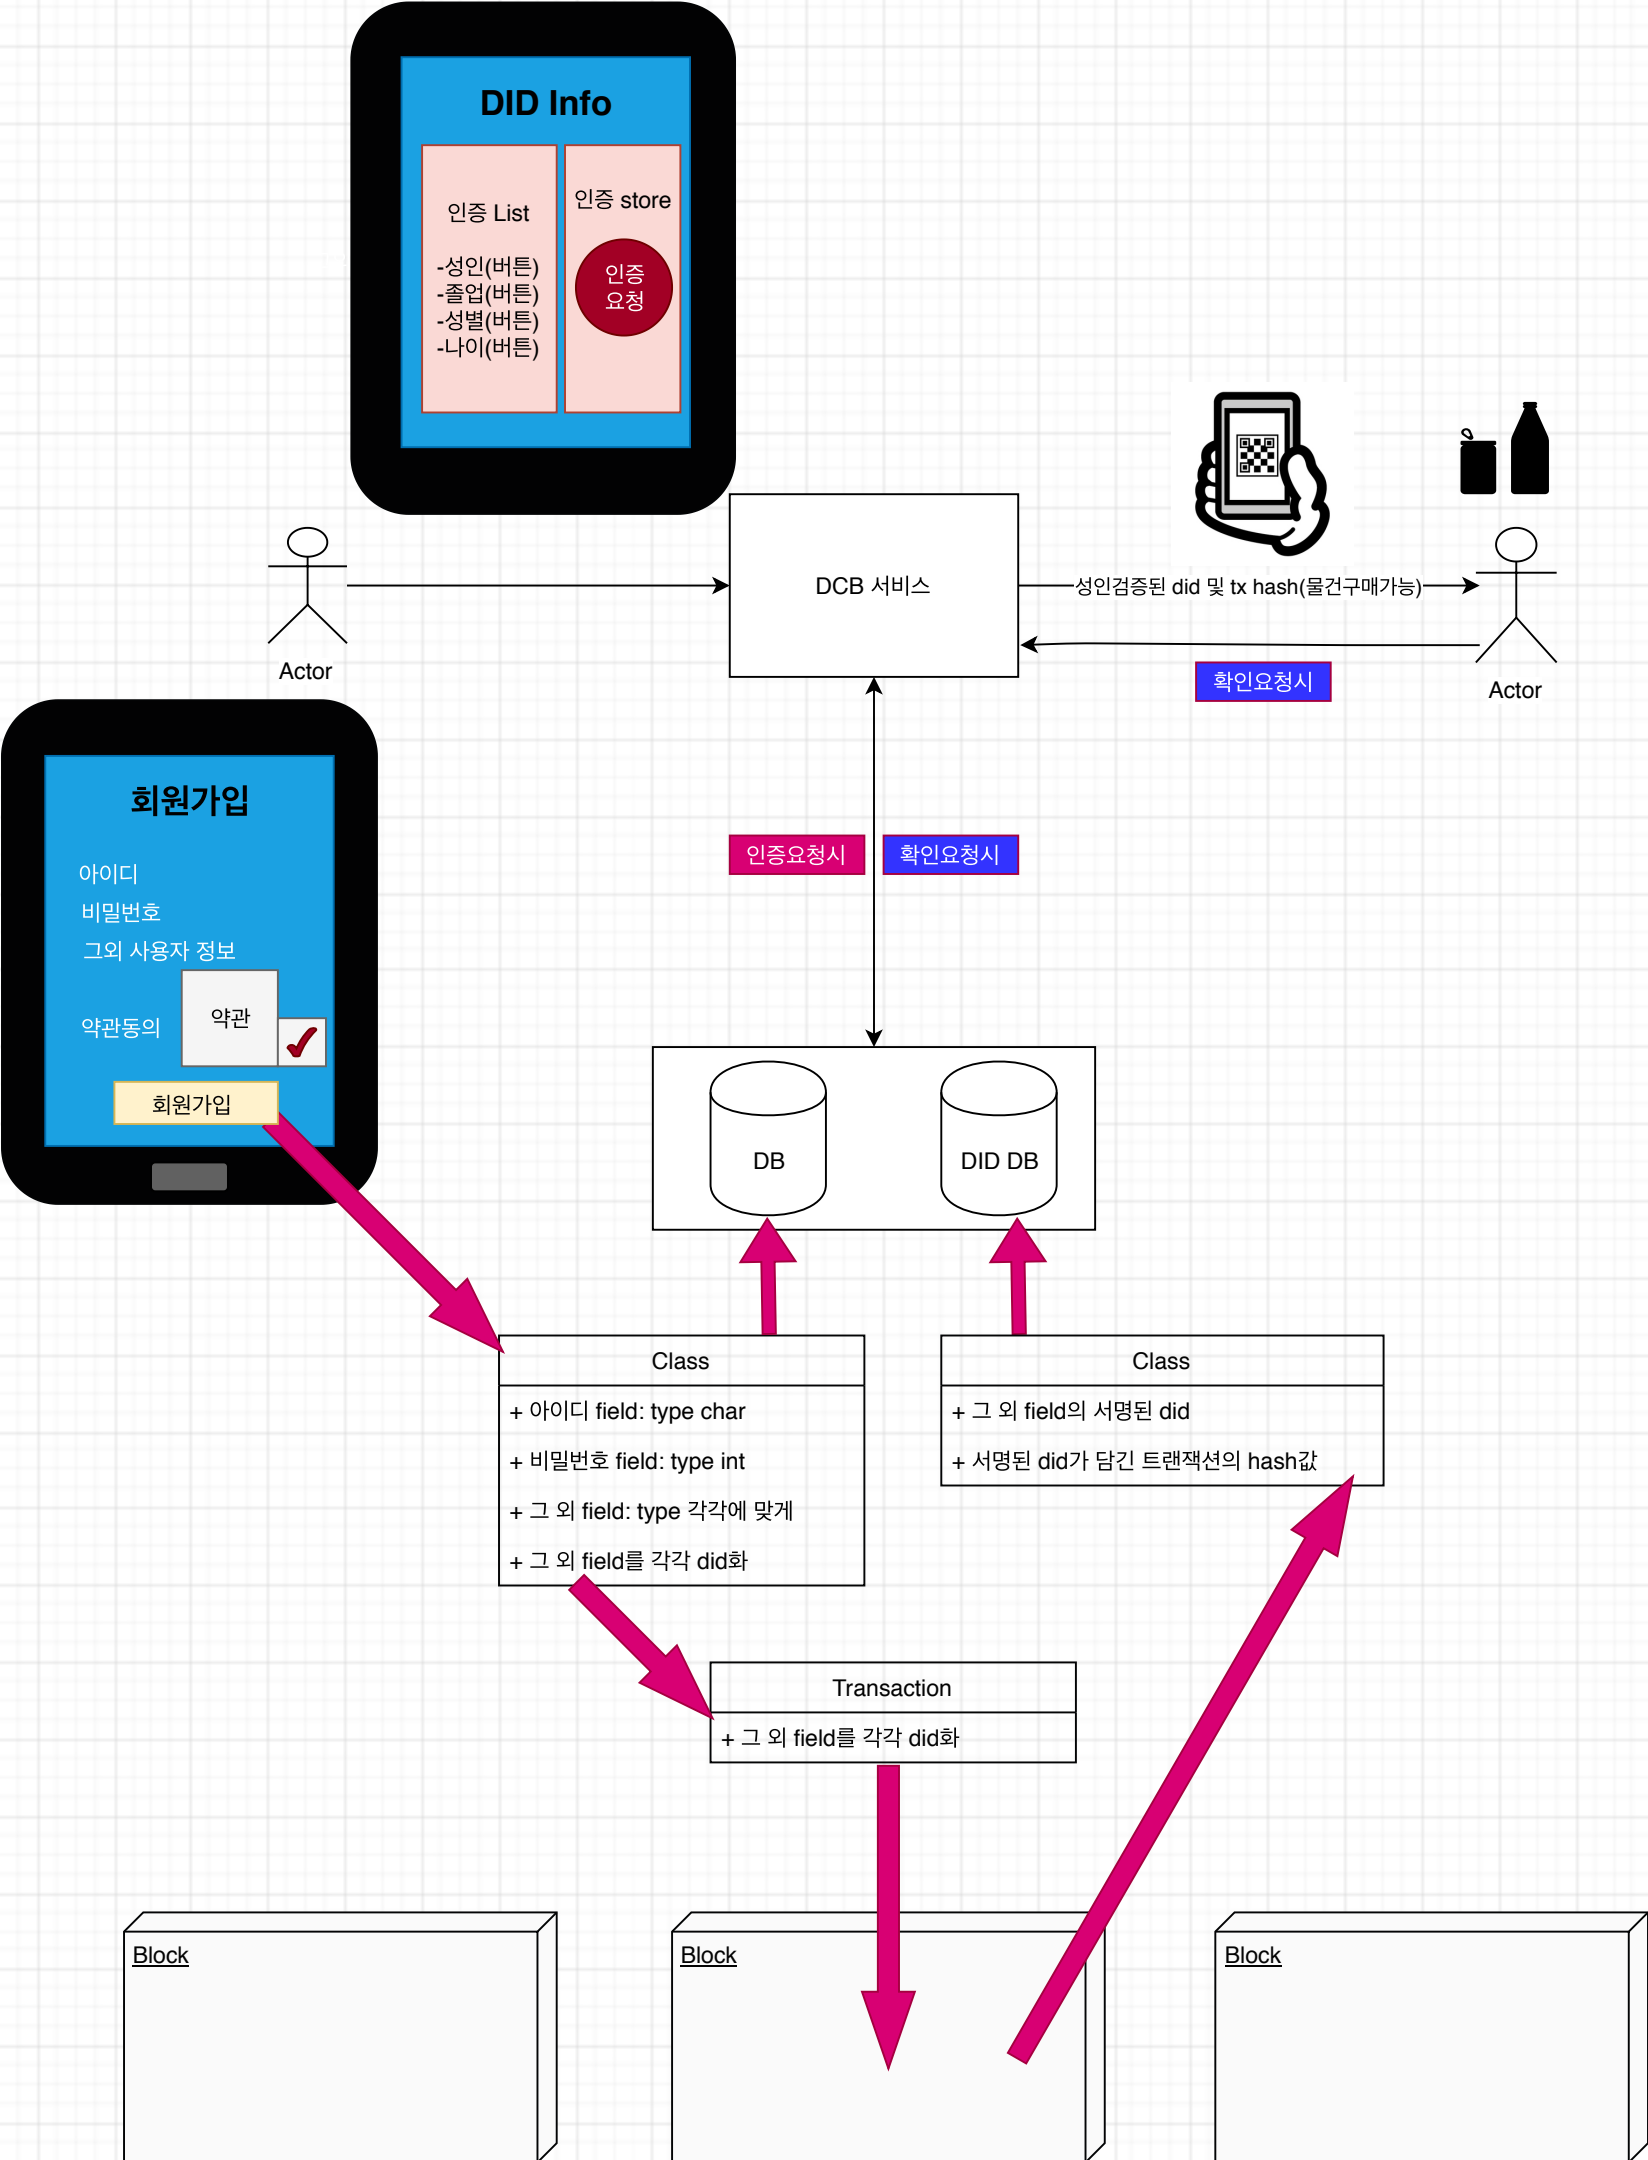 DID Info
인증 List
-성인(버튼)
-졸업(버튼)
-성별(버튼)
-나이(버튼)
인증 store
인증
요청
Actor
DCB 서비스
성인검증된 did 및 tx hash(물건구매가능)
확인요청시
Actor
회원가입
아이디
비밀번호
그외 사용자 정보
약관동의
약관
회원가입
인증요청시
확인요청시
DB
DID DB
Class
+ 아이디 field: type char
+ 비밀번호 field: type int
+ 그 외 field: type 각각에 맞게
+ 그 외 field를 각각 did화
Class
+ 그 외 field의 서명된 did
+ 서명된 did가 담긴 트랜잭션의 hash값
Transaction
+ 그 외 field를 각각 did화
Block
Block
Block